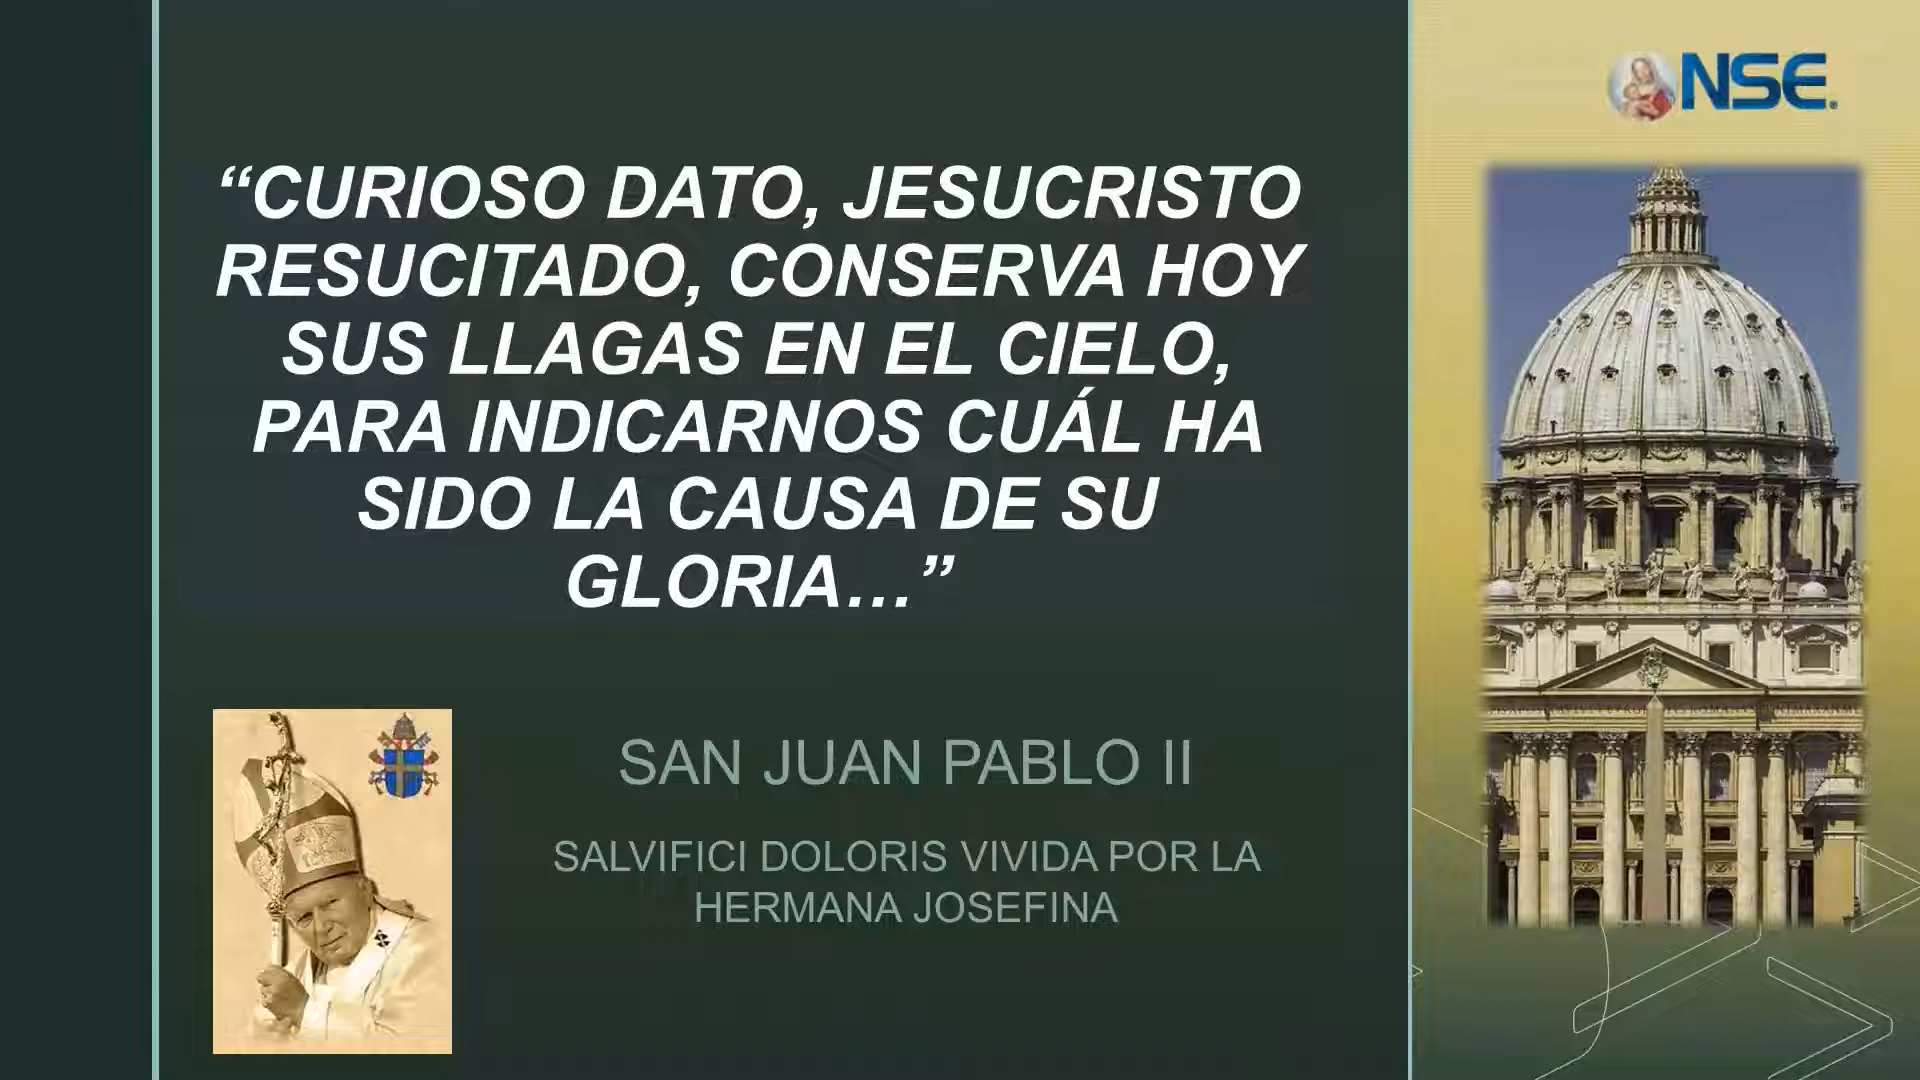 NSE
“CURIOSO DATO, JESUCRISTO
RESUCITADO, CONSERVA HOY
SUS LLAGAS EN EL CIELO,
PARA INDICARNOS CUÁL HA
SIDO LA CAUSA DE SU
GLORIA…”
SAN JUAN PABLO II
SALVIFICI DOLORIS VIVIDA POR LA
HERMANA JOSEFINA